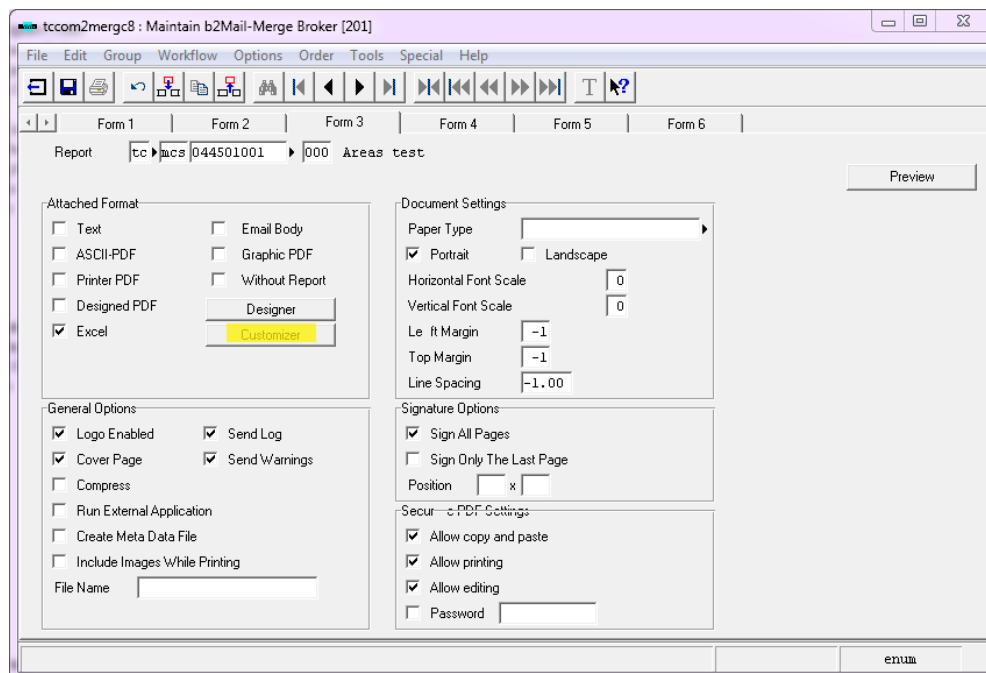 tccom2mergc8 : Maintain b2Mail-Merge Broker [201]
File Edit Group Workflow Options Order Tools Special Help
T ?
Form 1 Form 2 Form 3 Form 4 Form 5 Form 6
Report tc mcs 044501001 000 Areas test
Preview
Attached Format
Text Email Body
ASCII-PDF Graphic PDF
Printer PDF Without Report
Designed PDF Designer
Excel Customizer
Document Settings
Paper Type
Portrait Landscape
Horizontal Font Scale 0
Vertical Font Scale 0
Le ft Margin -1
Top Margin -1
Line Spacing -1.00
General Options
Logo Enabled Send Log
Cover Page Send Warnings
Compress
Run External Application
Create Meta Data File
Include Images While Printing
File Name
Signature Options
Sign All Pages
Sign Only The Last Page
Position x
Secur e PDF Settings
Allow copy and paste
Allow printing
Allow editing
Password
enum